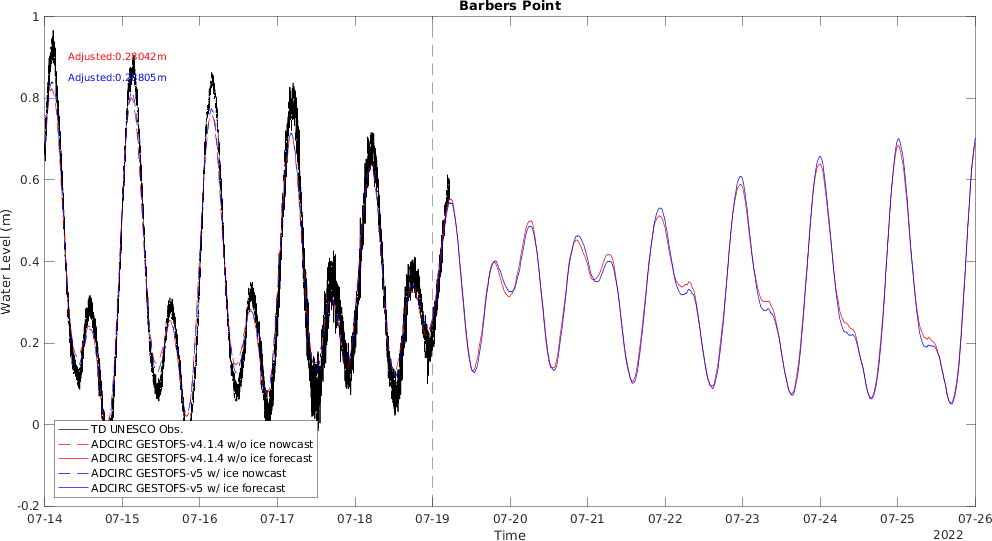 Barbers Point
1
Adjusted:0.28042m
Adjusted:0.28805m
0.8
0.6
0.4
0.2
0
-0.2
Water Level (m)
TD UNESCO Obs.
ADCIRC GESTOFS-v4.1.4 w/o ice nowcast
ADCIRC GESTOFS-v4.1.4 w/o ice forecast
ADCIRC GESTOFS-v5 w/ ice nowcast
ADCIRC GESTOFS-v5 w/ ice forecast
07-14 07-15 07-16 07-17 07-18 07-19 07-20 07-21 07-22 07-23 07-24 07-25 07-26
Time
2022